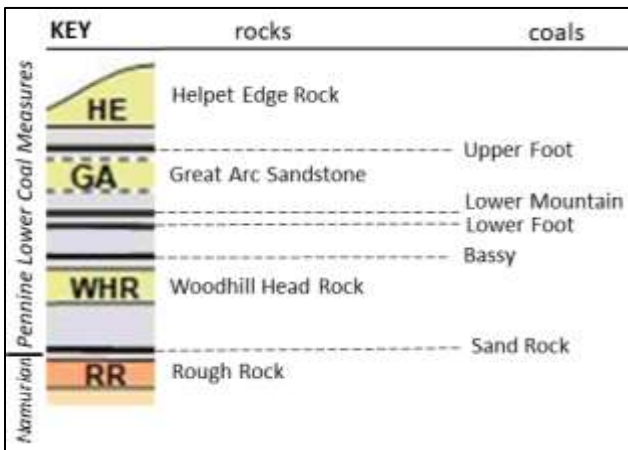 KEY rocks coals
HE Helpet Edge Rock
Upper Foot
GA Great Arc Sandstone
Lower Mountain
Lower Foot
Bassy
WHR Woodhill Head Rock
Sand Rock
RR Rough Rock
Pennine Lower Coal Measures
Namurian